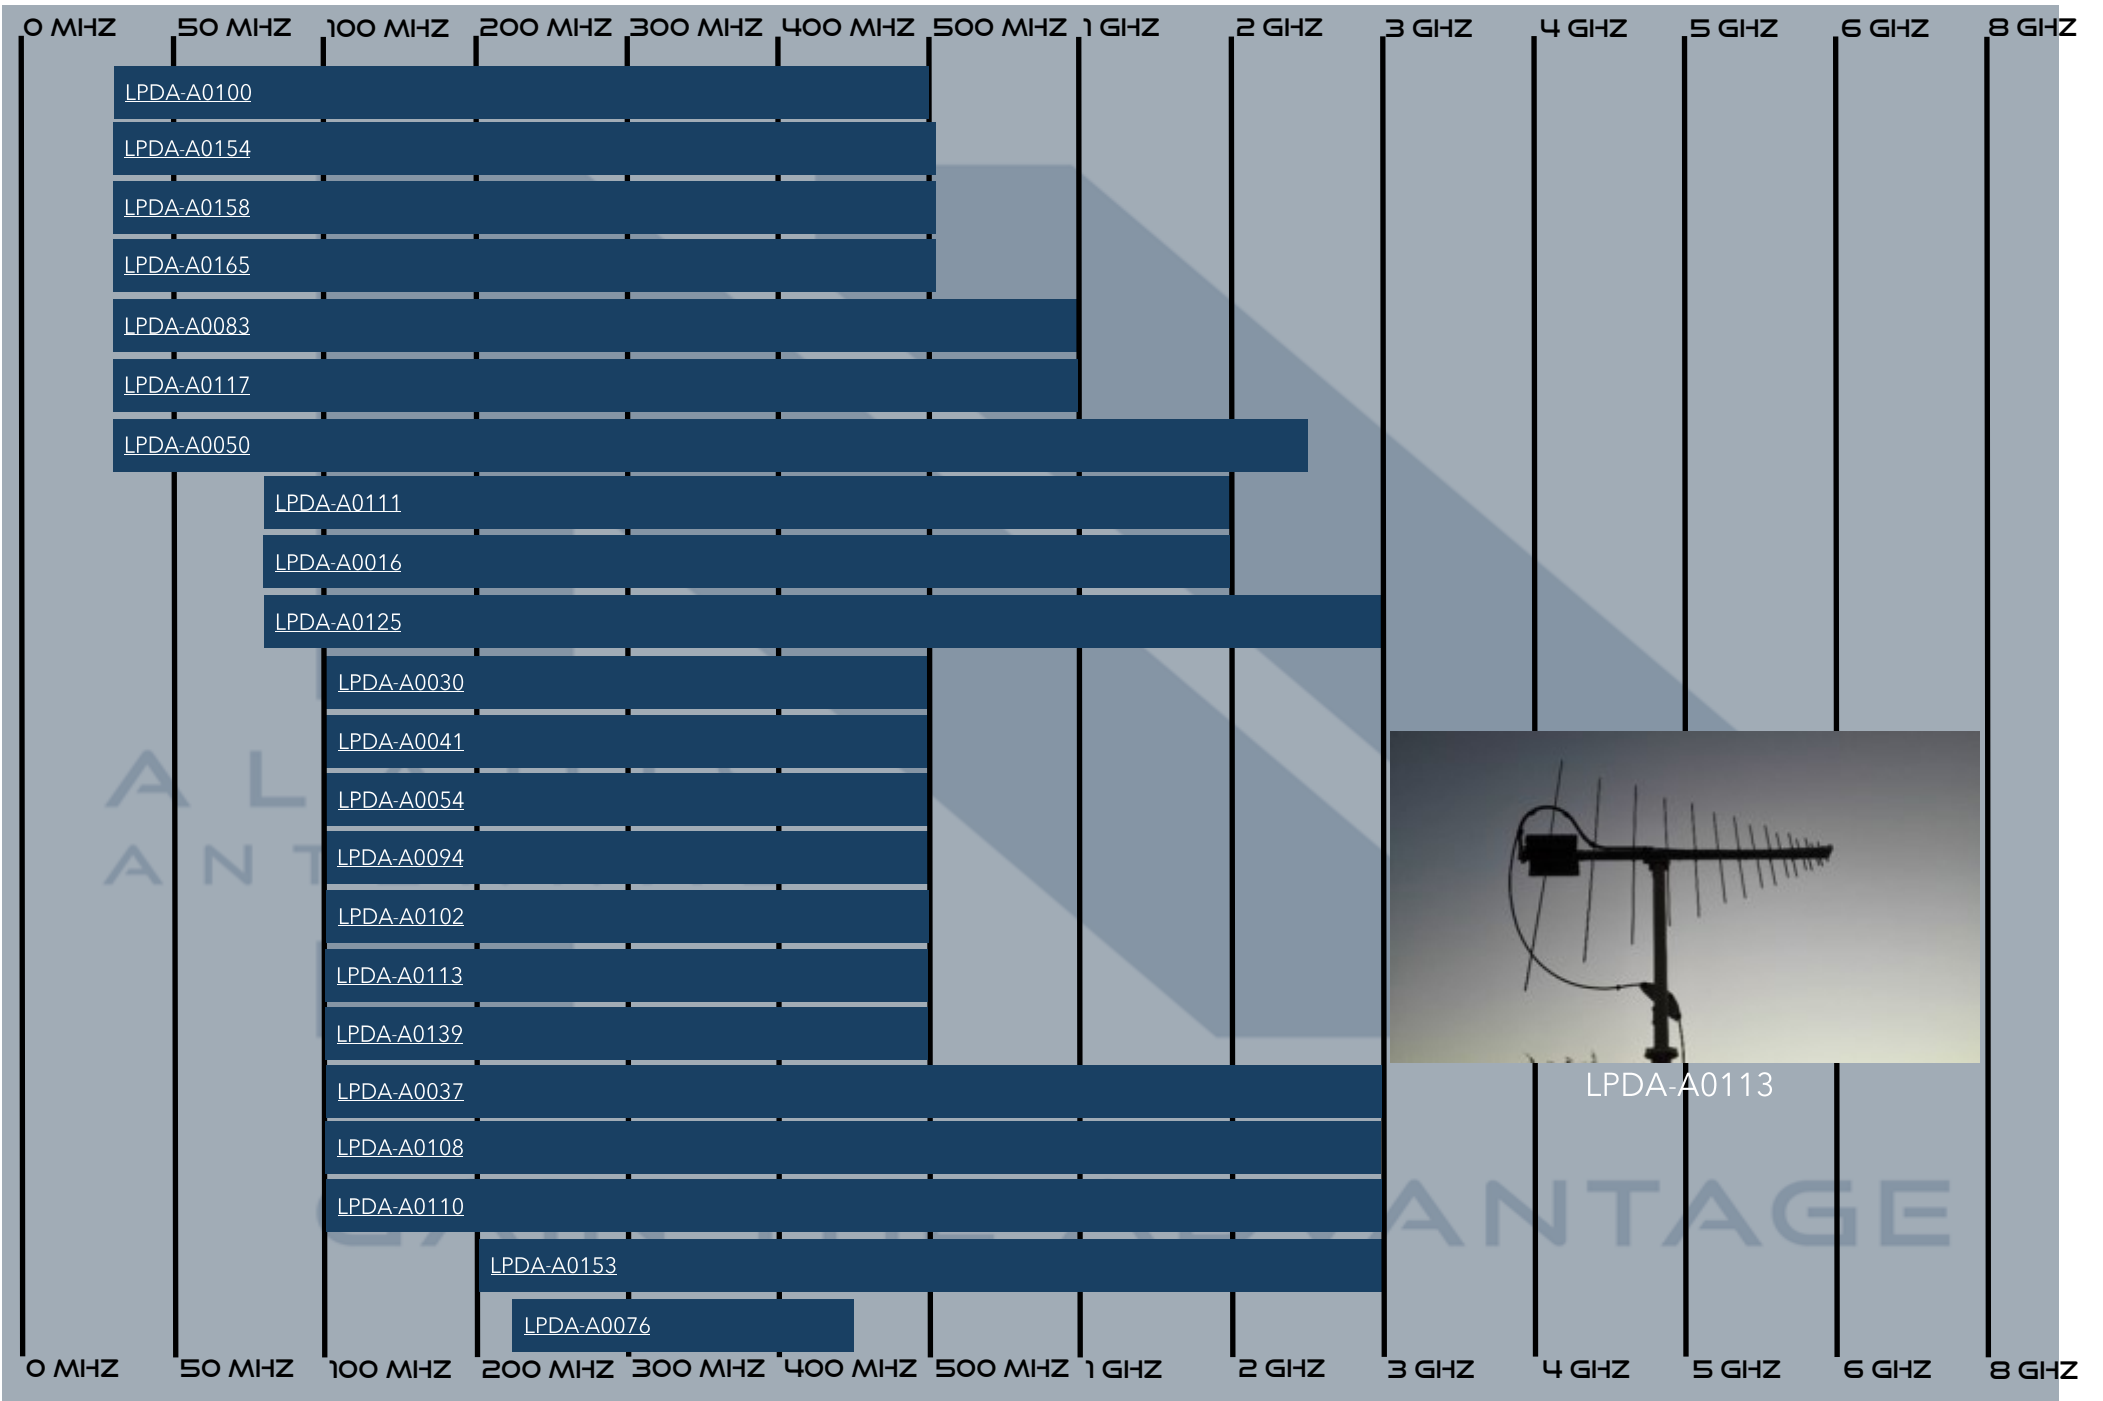 0 MHZ 50 MHZ 100 MHZ 200 MHZ 300 MHZ 400 MHZ 500 MHZ 1 GHZ 2 GHZ 3 GHZ 4 GHZ 5 GHZ 6 GHZ 8 GHZ
LPDA-A0100
LPDA-A0154
LPDA-A0158
LPDA-A0165
LPDA-A0083
LPDA-A0117
LPDA-A0050
LPDA-A0111
LPDA-A0016
LPDA-A0125
LPDA-A0030
LPDA-A0041
LPDA-A0054
LPDA-A0094
LPDA-A0102
LPDA-A0113
LPDA-A0139
LPDA-A0037
LPDA-A0113
LPDA-A0108
LPDA-A0110
GAIN THE ADVANTAGE
LPDA-A0153
LPDA-A0076
0 MHZ 50 MHZ 100 MHZ 200 MHZ 300 MHZ 400 MHZ 500 MHZ 1 GHZ 2 GHZ 3 GHZ 4 GHZ 5 GHZ 6 GHZ 8 GHZ